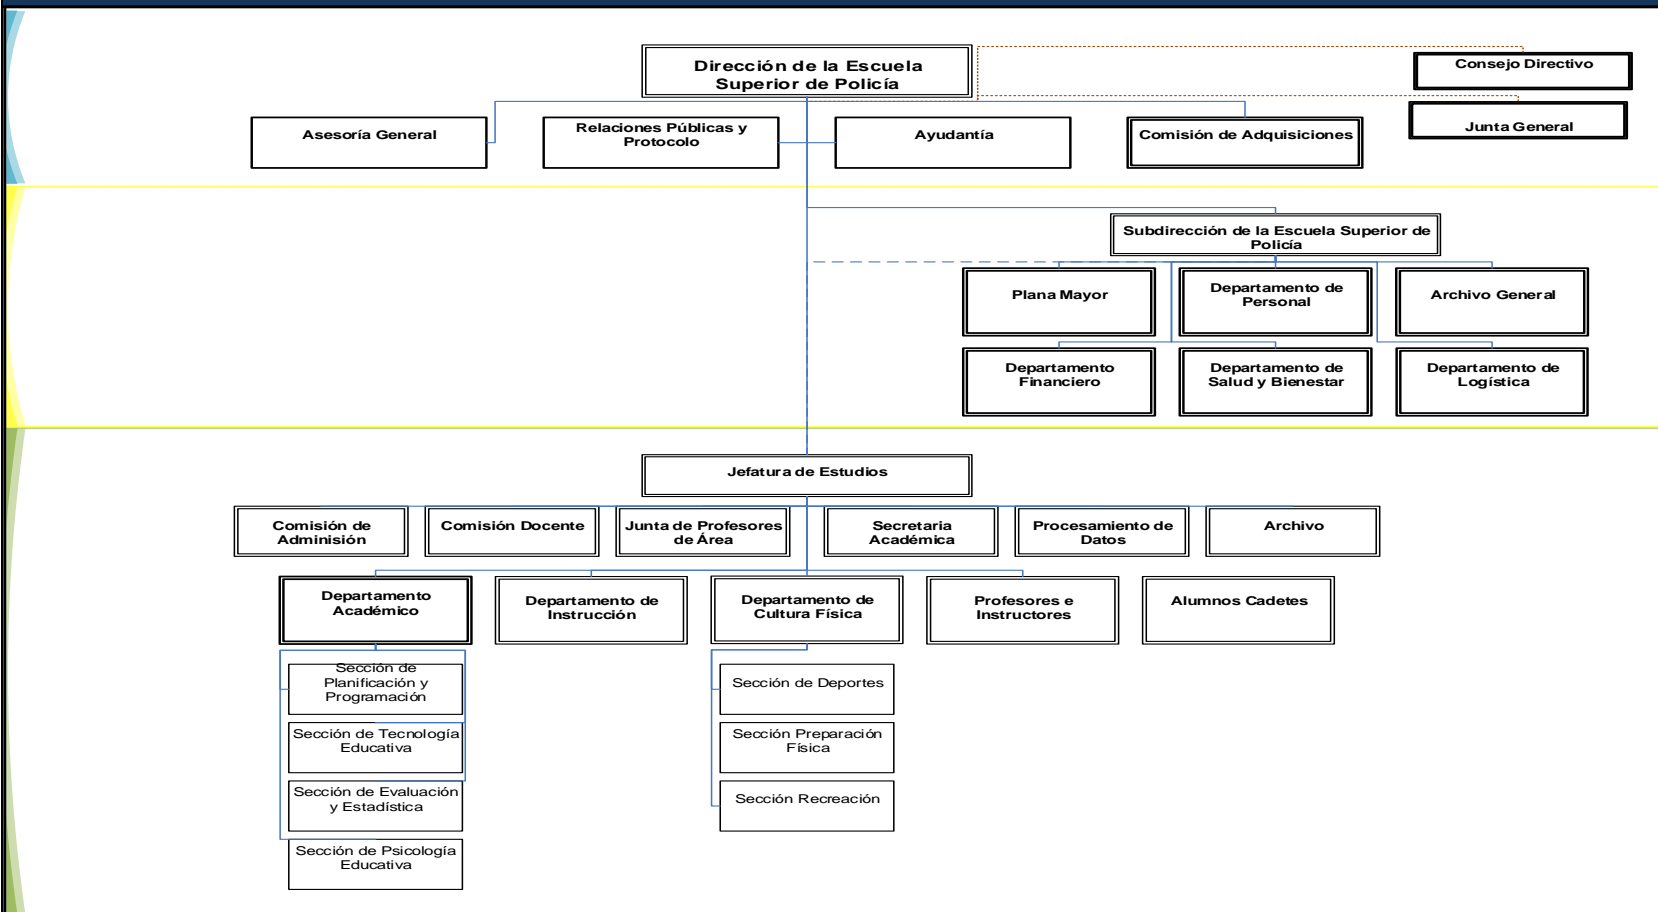 Dirección de la Escuela
Superior de Policía
Consejo Directivo
Junta General
Asesoría General
Relaciones Públicas y
Protocolo
Ayudantía
Comisión de Adquisiciones
Subdirección de la Escuela Superior de
Policía
Plana Mayor
Departamento de
Personal
Archivo General
Departamento
Financiero
Departamento de
Salud y Bienestar
Departamento de
Logística
Jefatura de Estudios
Comisión de
Adminisión
Comisión Docente
Junta de Profesores
de Área
Secretaria
Académica
Procesamiento de
Datos
Archivo
Departamento
Académico
Departamento de
Instrucción
Departamento de
Cultura Física
Profesores e
Instructores
Alumnos Cadetes
Sección de
Planificación y
Programación
Sección de Tecnología
Educativa
Sección de Evaluación
y Estadística
Sección de Psicología
Educativa
Sección de Deportes
Sección Preparación
Física
Sección Recreación